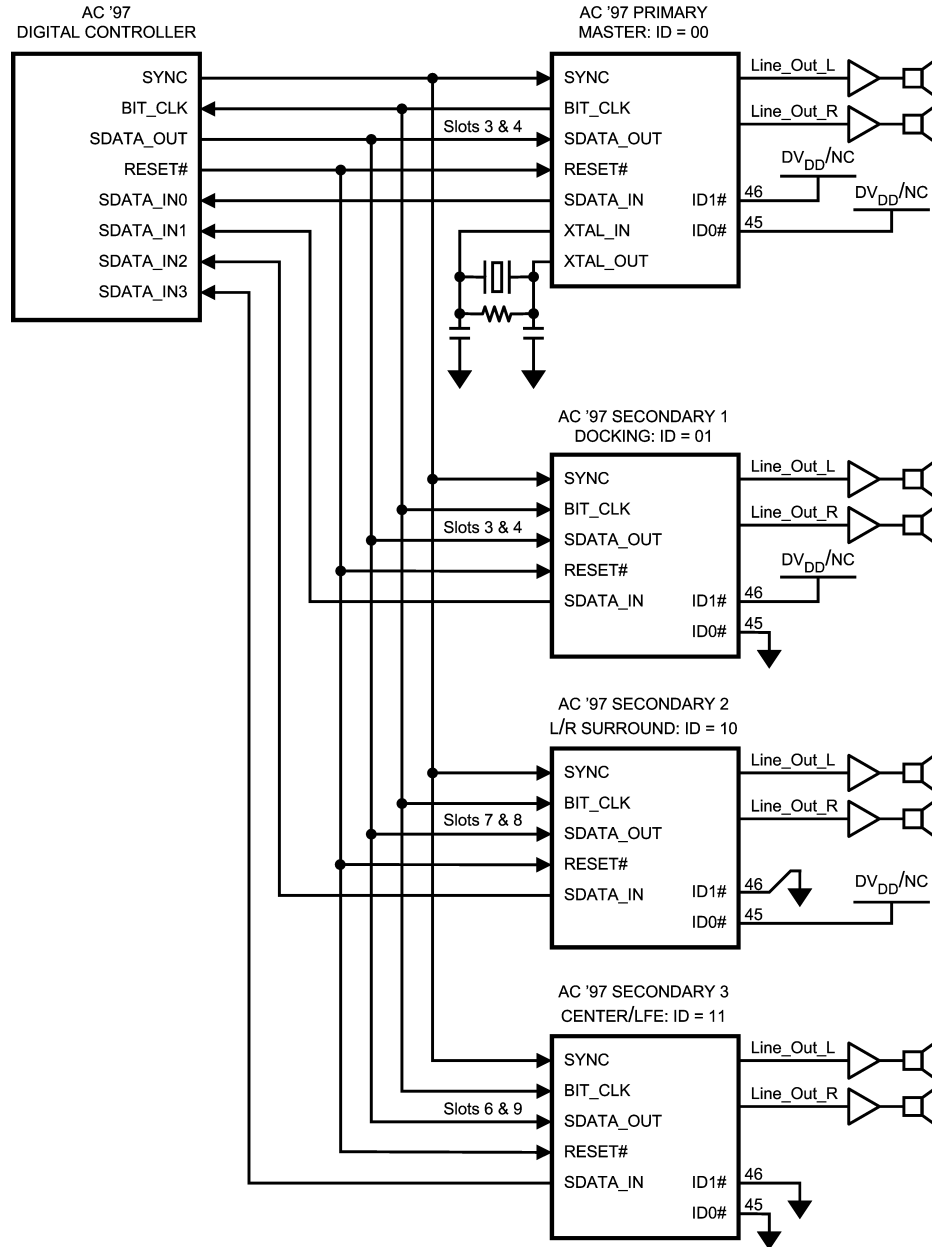 AC '97
DIGITAL CONTROLLER
SYNC
BIT_CLK
SDATA_OUT
RESET#
SDATA_IN0
SDATA_IN1
SDATA_IN2
SDATA_IN3
AC '97 PRIMARY
MASTER: ID = 00
SYNC
BIT_CLK
Slots 3 & 4
SDATA_OUT
RESET#
SDATA_IN
XTAL_IN
XTAL_OUT
ID1#
ID0#
Line_Out_L
Line_Out_R
DVDD/NC
46
DVDD/NC
45
AC '97 SECONDARY 1
DOCKING: ID = 01
SYNC
BIT_CLK
Slots 3 & 4
SDATA_OUT
RESET#
SDATA_IN
ID1#
ID0#
Line_Out_L
Line_Out_R
DVDD/NC
46
45
AC '97 SECONDARY 2
L/R SURROUND: ID = 10
SYNC
BIT_CLK
Slots 7 & 8
SDATA_OUT
RESET#
SDATA_IN
ID1#
ID0#
Line_Out_L
Line_Out_R
46
DVDD/NC
45
AC '97 SECONDARY 3
CENTER/LFE: ID = 11
SYNC
BIT_CLK
Slots 6 & 9
SDATA_OUT
RESET#
SDATA_IN
ID1#
ID0#
Line_Out_L
Line_Out_R
46
45